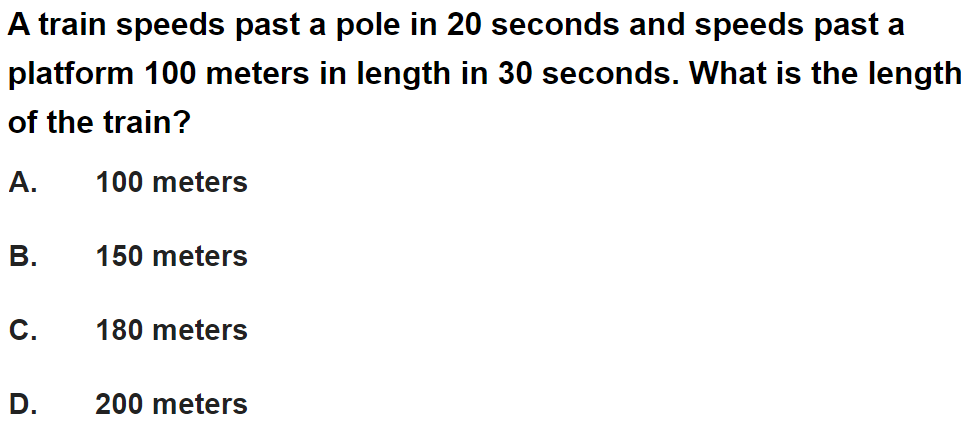 A train speeds past a pole in 20 seconds and speeds past a
platform 100 meters in length in 30 seconds. What is the length
of the train?
A. 100 meters
B. 150 meters
C. 180 meters
D. 200 meters